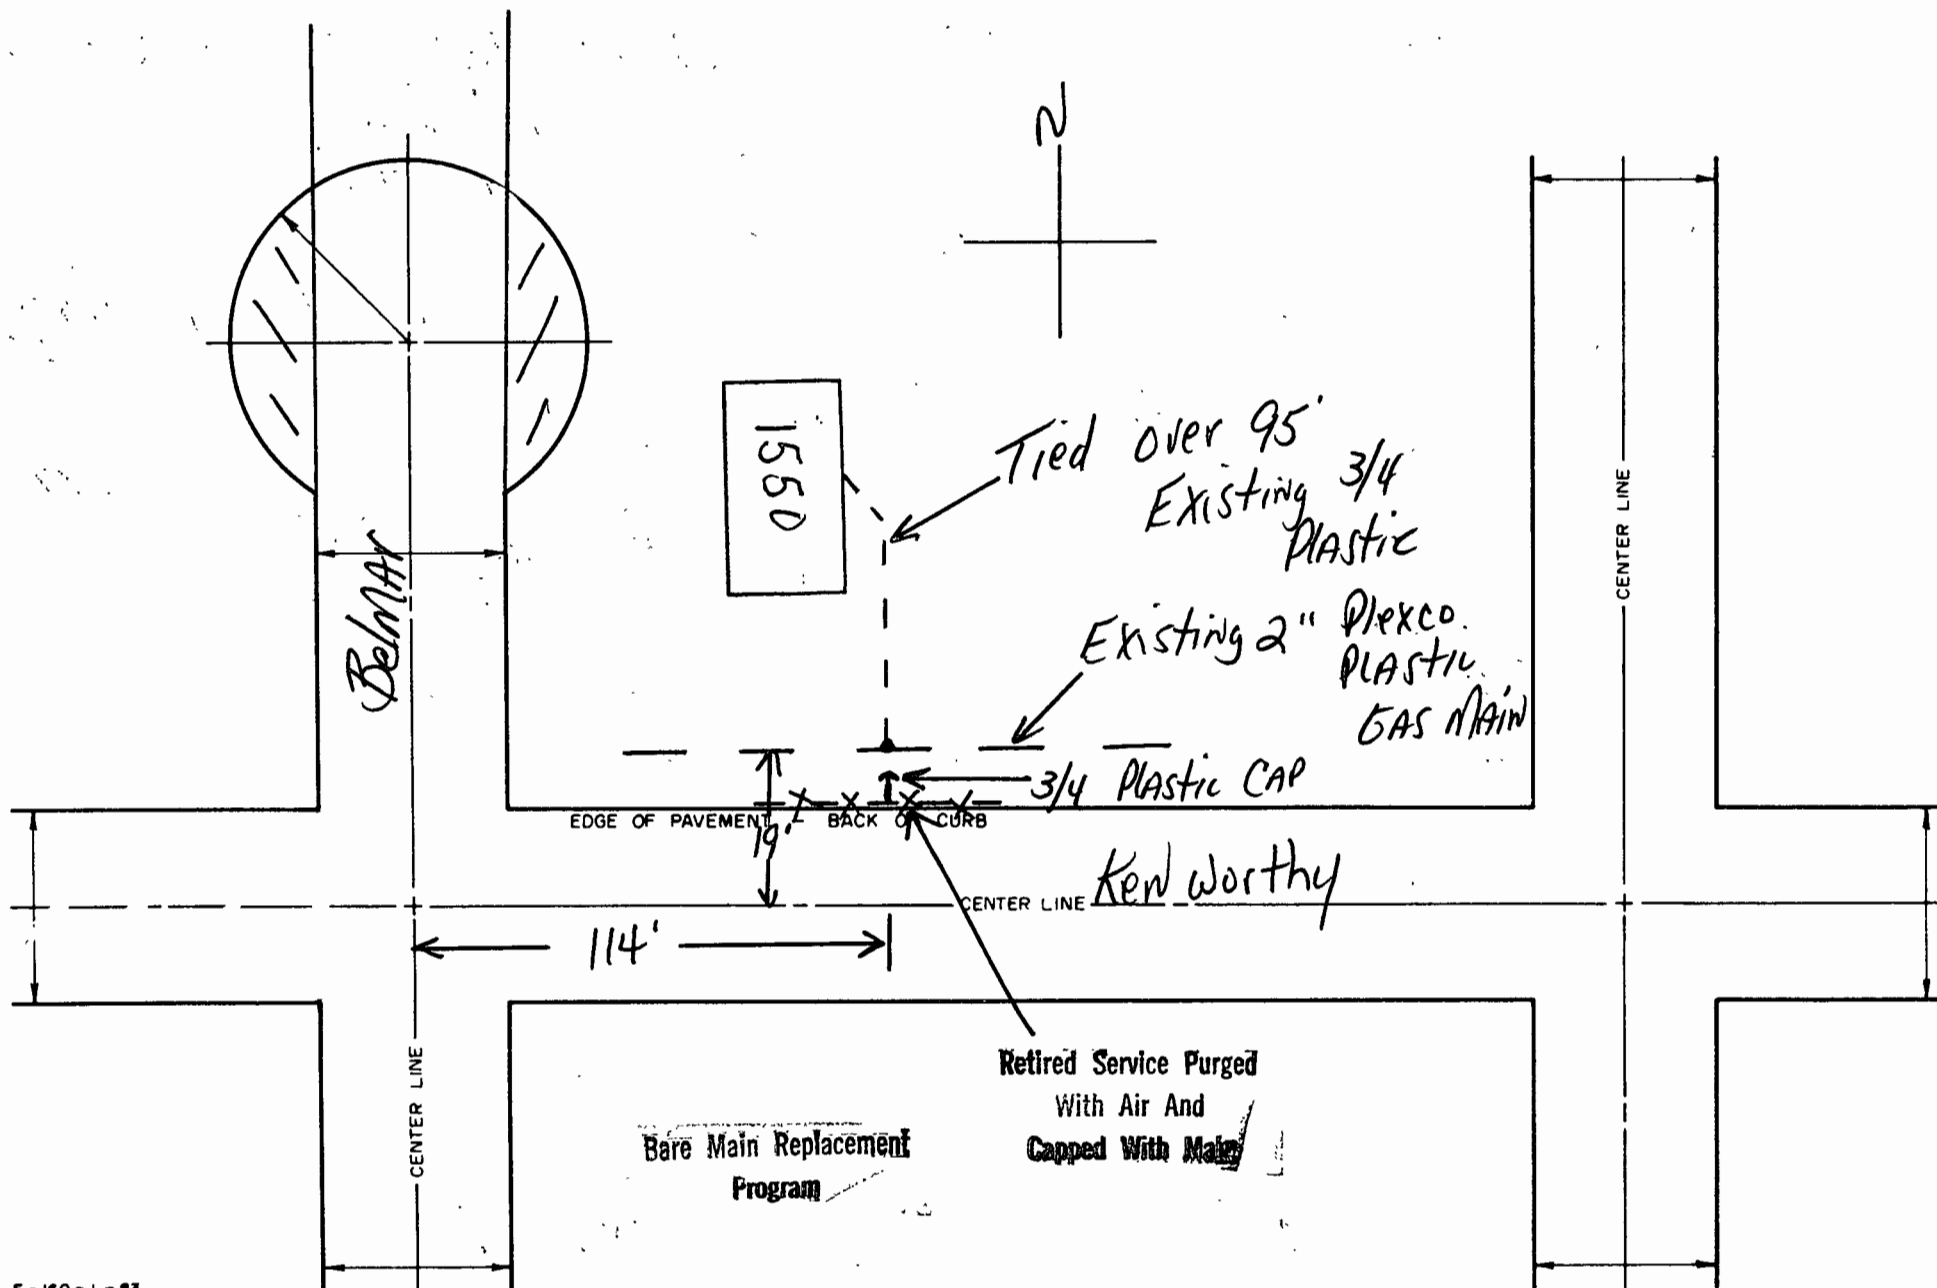 N
1550
Tied over 95'
Existing 3/4
Plastic
CENTER LINE
Belmar
Existing 2" Plexco
Plastic
GAS MAIN
3/4 Plastic CAP
EDGE OF PAVEMENT - BACK OF CURB
19'
CENTER LINE
Ken worthy
114'
CENTER LINE
Retired Service Purged
With Air And
Capped With Main
Bare Main Replacement
Program